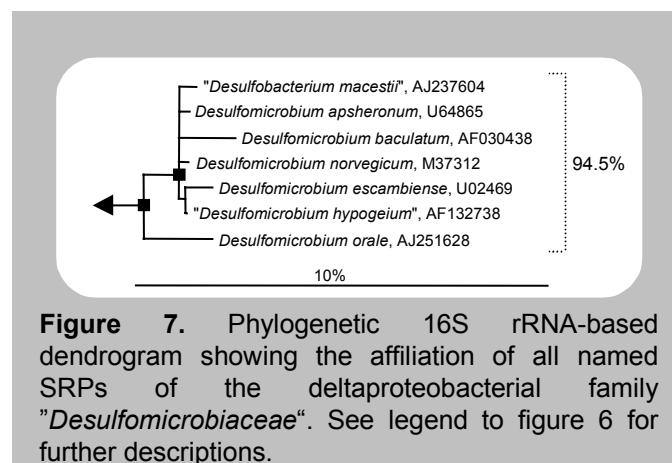 "Desulfobacterium macestii", AJ237604
Desulfomicrobium apsheronum, U64865
Desulfomicrobium baculatum, AF030438
Desulfomicrobium norvegicum, M37312
94.5%
Desulfomicrobium escambiense, U02469
"Desulfomicrobium hypogeium", AF132738
Desulfomicrobium orale, AJ251628
10%
Figure 7. Phylogenetic 16S rRNA-based
dendrogram showing the affiliation of all named
SRPs of the deltaproteobacterial family
”Desulfomicrobiaceae“. See legend to figure 6 for
further descriptions.